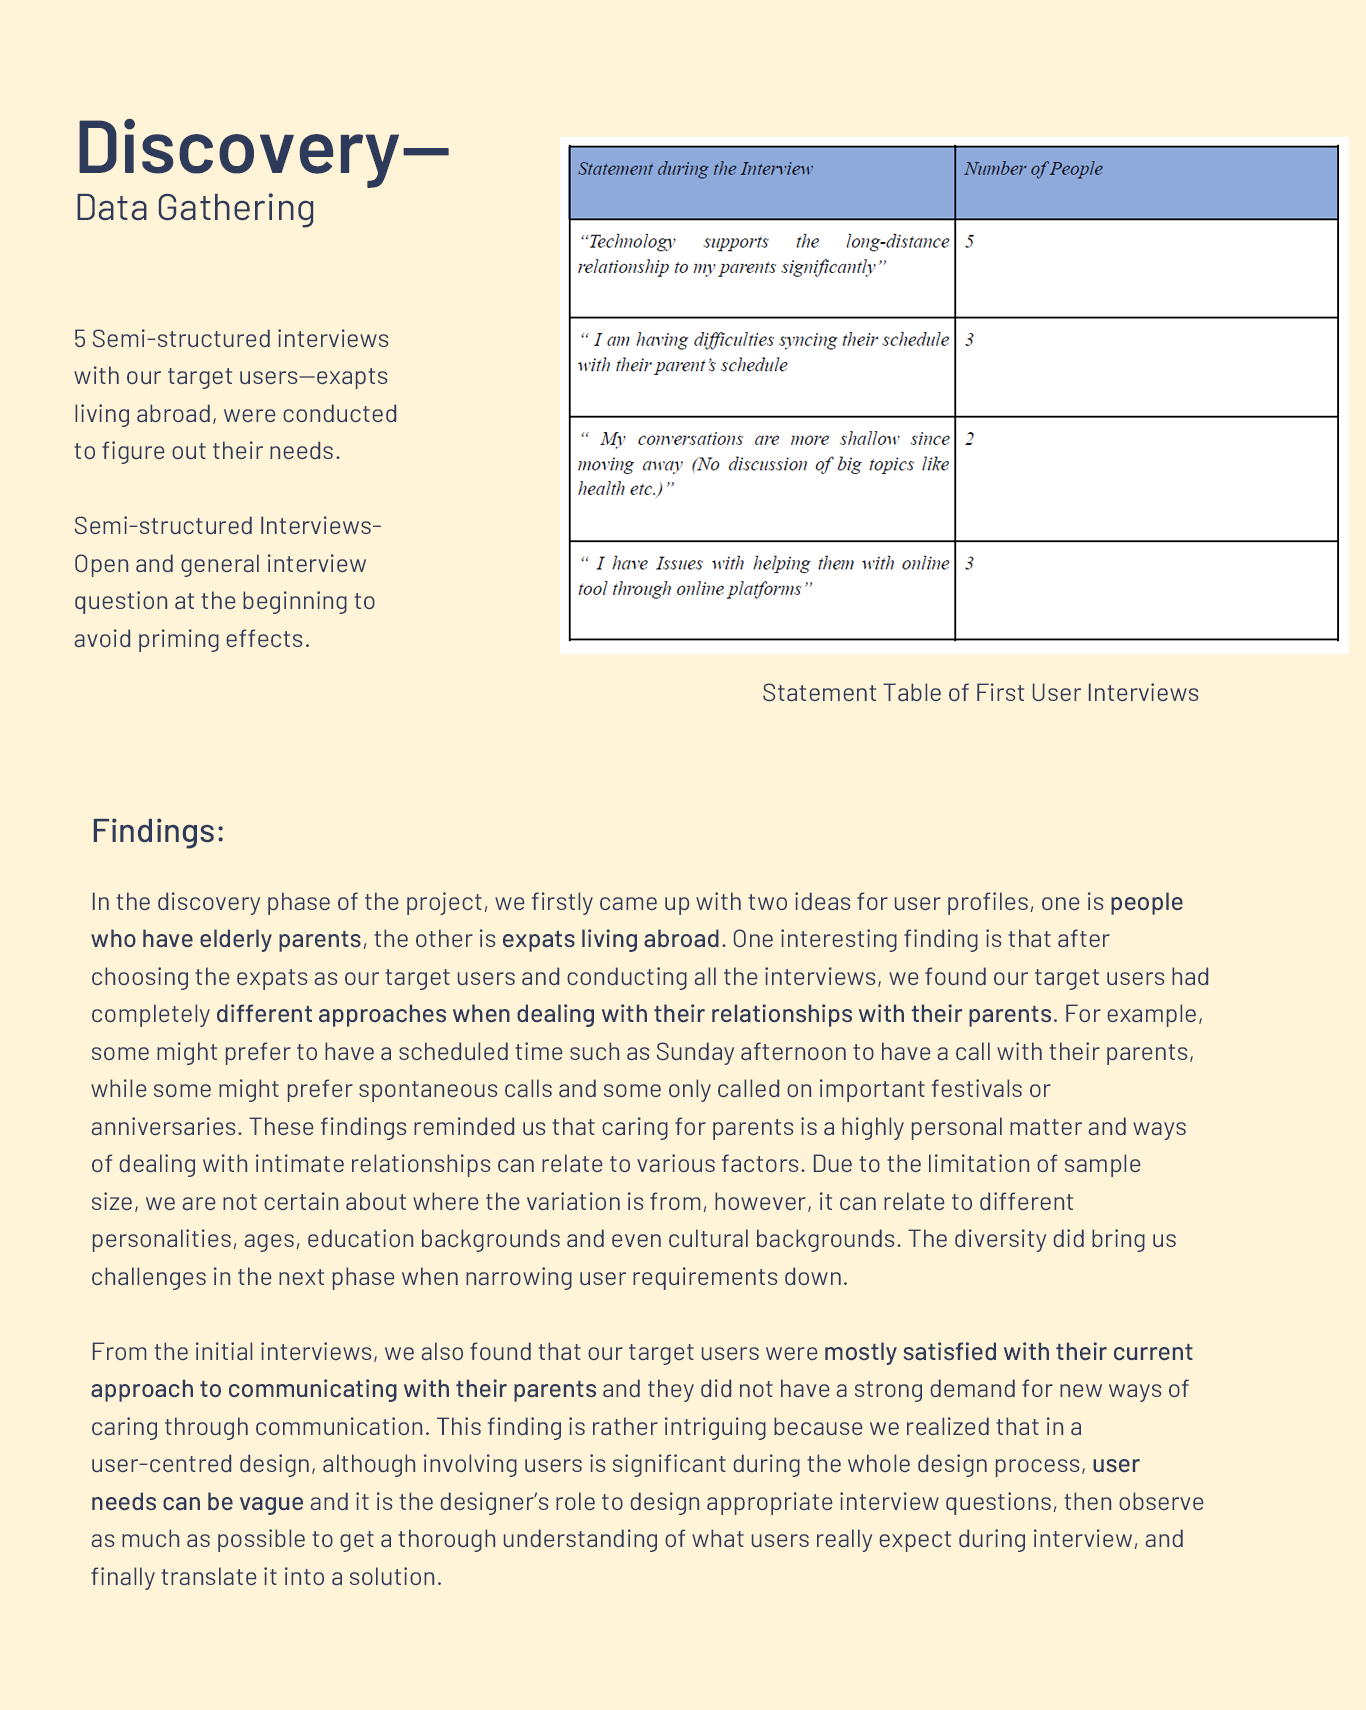 Discovery—
Data Gathering
5 Semi-structured interviews
with our target users—exapts
living abroad, were conducted
to figure out their needs.
Semi-structured Interviews-
Open and general interview
question at the beginning to
avoid priming effects.
Statement during the Interview
Number of People
“Technology supports the long-distance
relationship to my parents significantly”
5
“ I am having difficulties syncing their schedule
with their parent’s schedule
3
“ My conversations are more shallow since
moving away (No discussion of big topics like
health etc.)”
2
“ I have Issues with helping them with online
tool through online platforms”
3
Statement Table of First User Interviews
Findings:
In the discovery phase of the project, we firstly came up with two ideas for user profiles, one is people
who have elderly parents, the other is expats living abroad. One interesting finding is that after
choosing the expats as our target users and conducting all the interviews, we found our target users had
completely different approaches when dealing with their relationships with their parents. For example,
some might prefer to have a scheduled time such as Sunday afternoon to have a call with their parents,
while some might prefer spontaneous calls and some only called on important festivals or
anniversaries. These findings reminded us that caring for parents is a highly personal matter and ways
of dealing with intimate relationships can relate to various factors. Due to the limitation of sample
size, we are not certain about where the variation is from, however, it can relate to different
personalities, ages, education backgrounds and even cultural backgrounds. The diversity did bring us
challenges in the next phase when narrowing user requirements down.
From the initial interviews, we also found that our target users were mostly satisfied with their current
approach to communicating with their parents and they did not have a strong demand for new ways of
caring through communication. This finding is rather intriguing because we realized that in a
user-centred design, although involving users is significant during the whole design process, user
needs can be vague and it is the designer’s role to design appropriate interview questions, then observe
as much as possible to get a thorough understanding of what users really expect during interview, and
finally translate it into a solution.